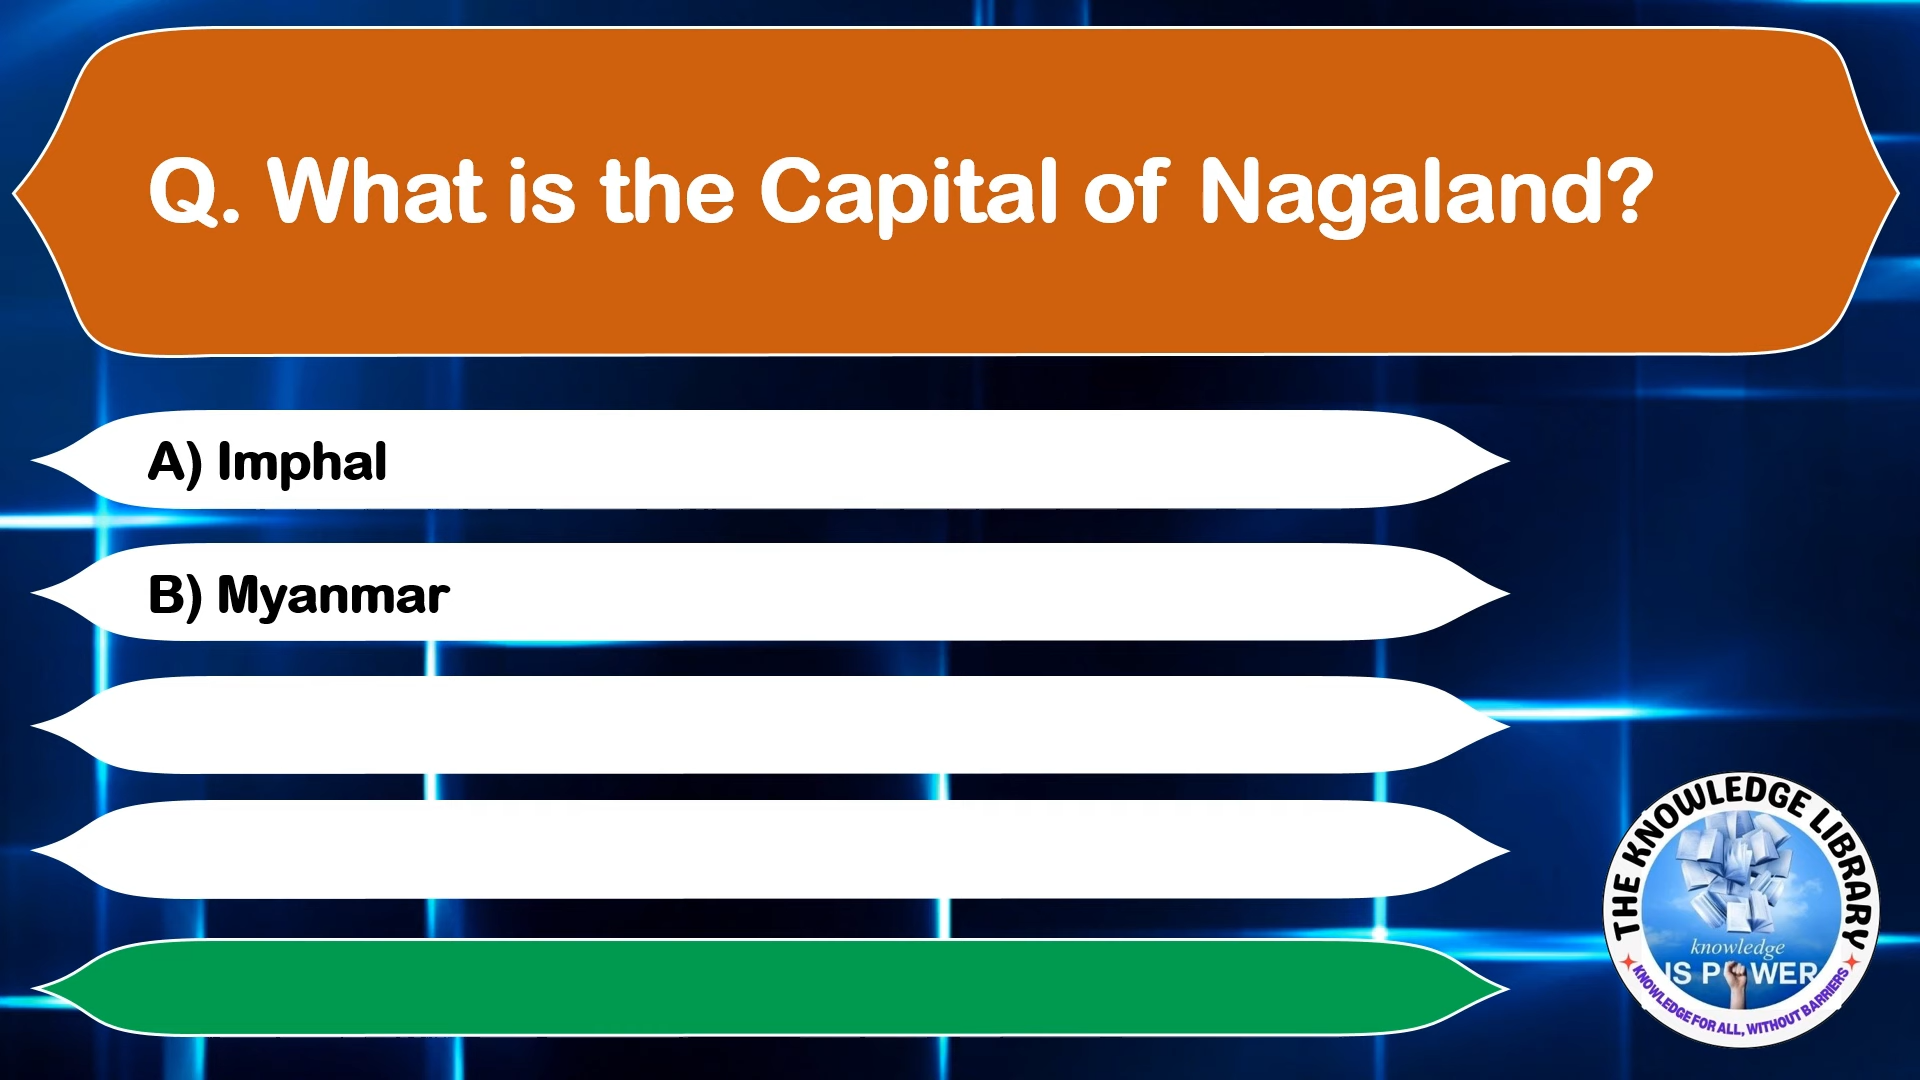 Q. What is the Capital of Nagaland?
A) Imphal
B) Myanmar
THE KNOWLEDGE LIBRARY
knowledge
IS POWER
KNOWLEDGE FOR ALL, WITHOUT BARRIERS